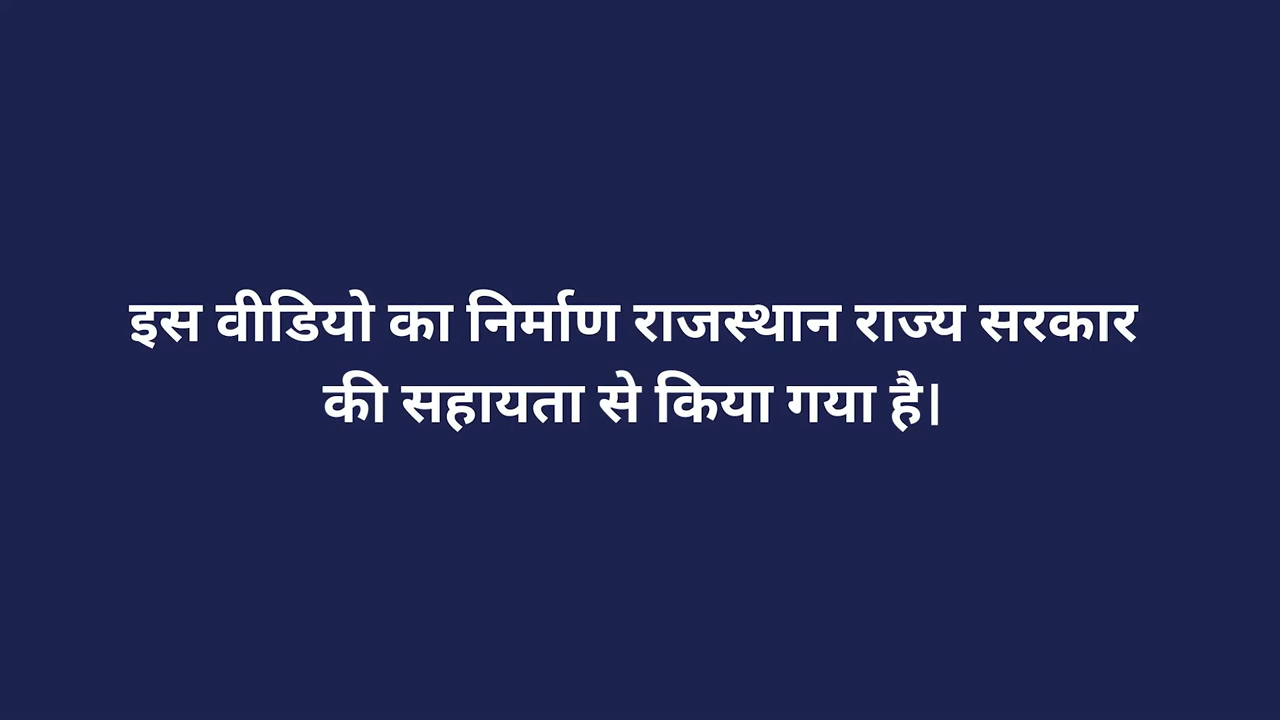 इस वीडियो का निर्माण राजस्थान राज्य सरकार
की सहायता से किया गया है।